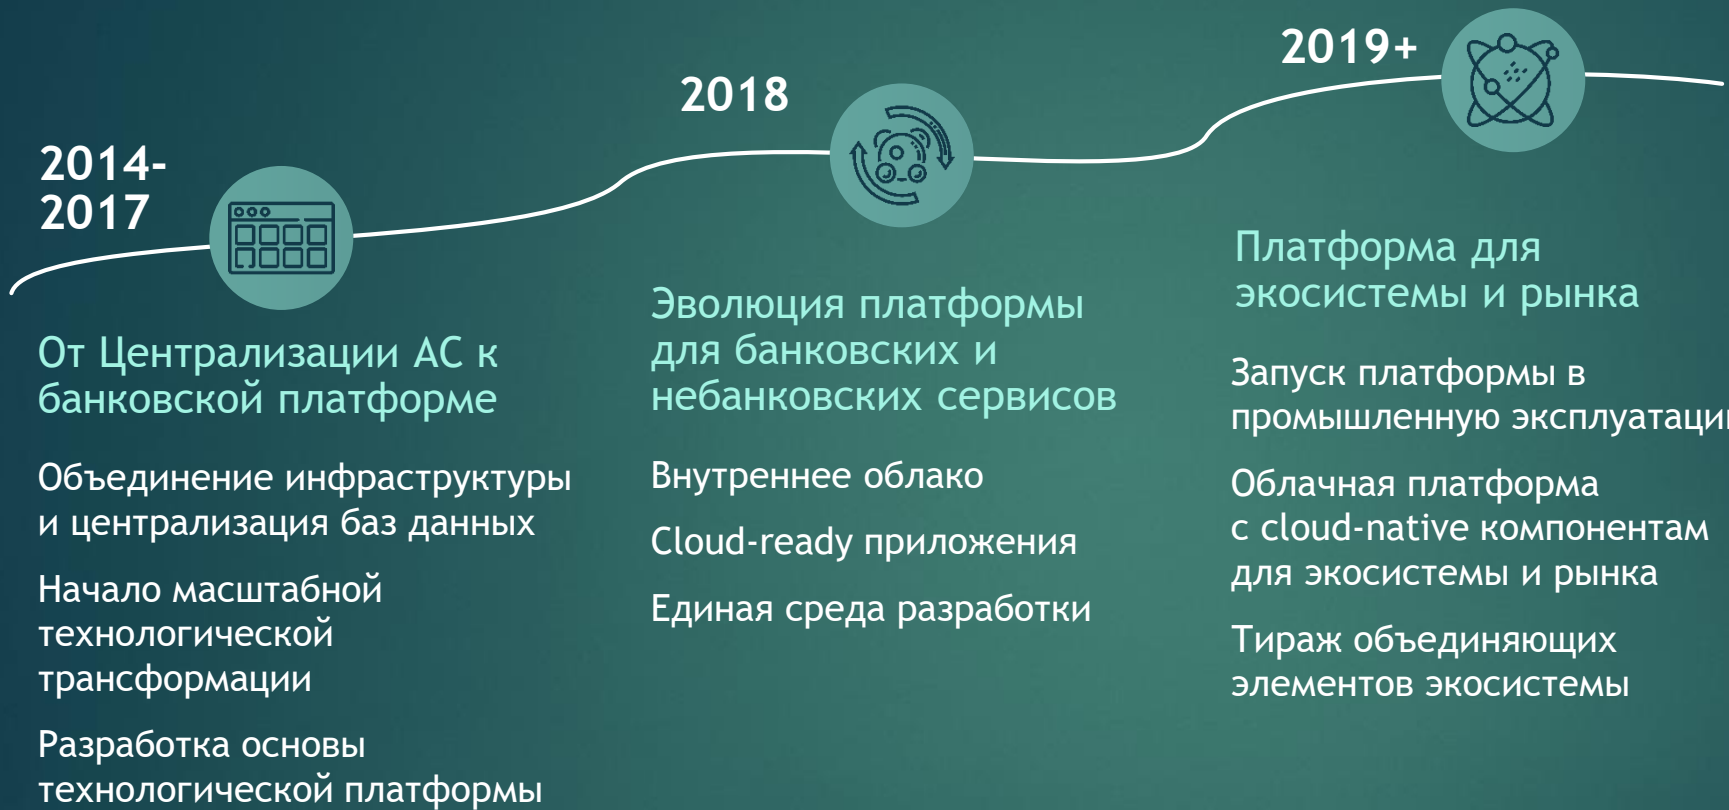 2014-
2017
От Централизации АС к
банковской платформе
Объединение инфраструктуры
и централизация баз данных
Начало масштабной
технологической
трансформации
Разработка основы
технологической платформы
2018
Эволюция платформы
для банковских и
небанковских сервисов
Внутреннее облако
Cloud-ready приложения
Единая среда разработки
2019+
Платформа для
экосистемы и рынка
Запуск платформы в
промышленную
Облачная платформа
с cloud-native компонентам
для экосистемы и рынка
Тираж объединяющих
элементов экосистемы